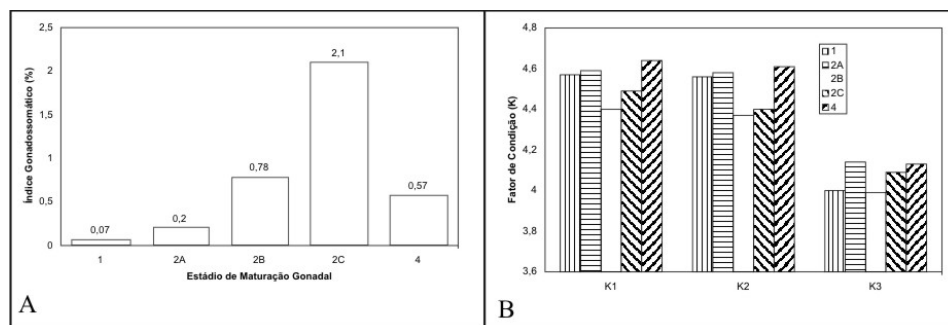 2,5
2
1,5
1
0,5
0
Índice Gonadossomático (%)
0,07
0,2
0,78
2,1
0,57
1
2A
2B
2C
4
Estádio de Maturação Gonadal
A
4,8
4,6
4,4
4,2
4
3,8
3,6
Fator de Condição (K)
1
2A
2B
2C
4
K1
K2
K3
B